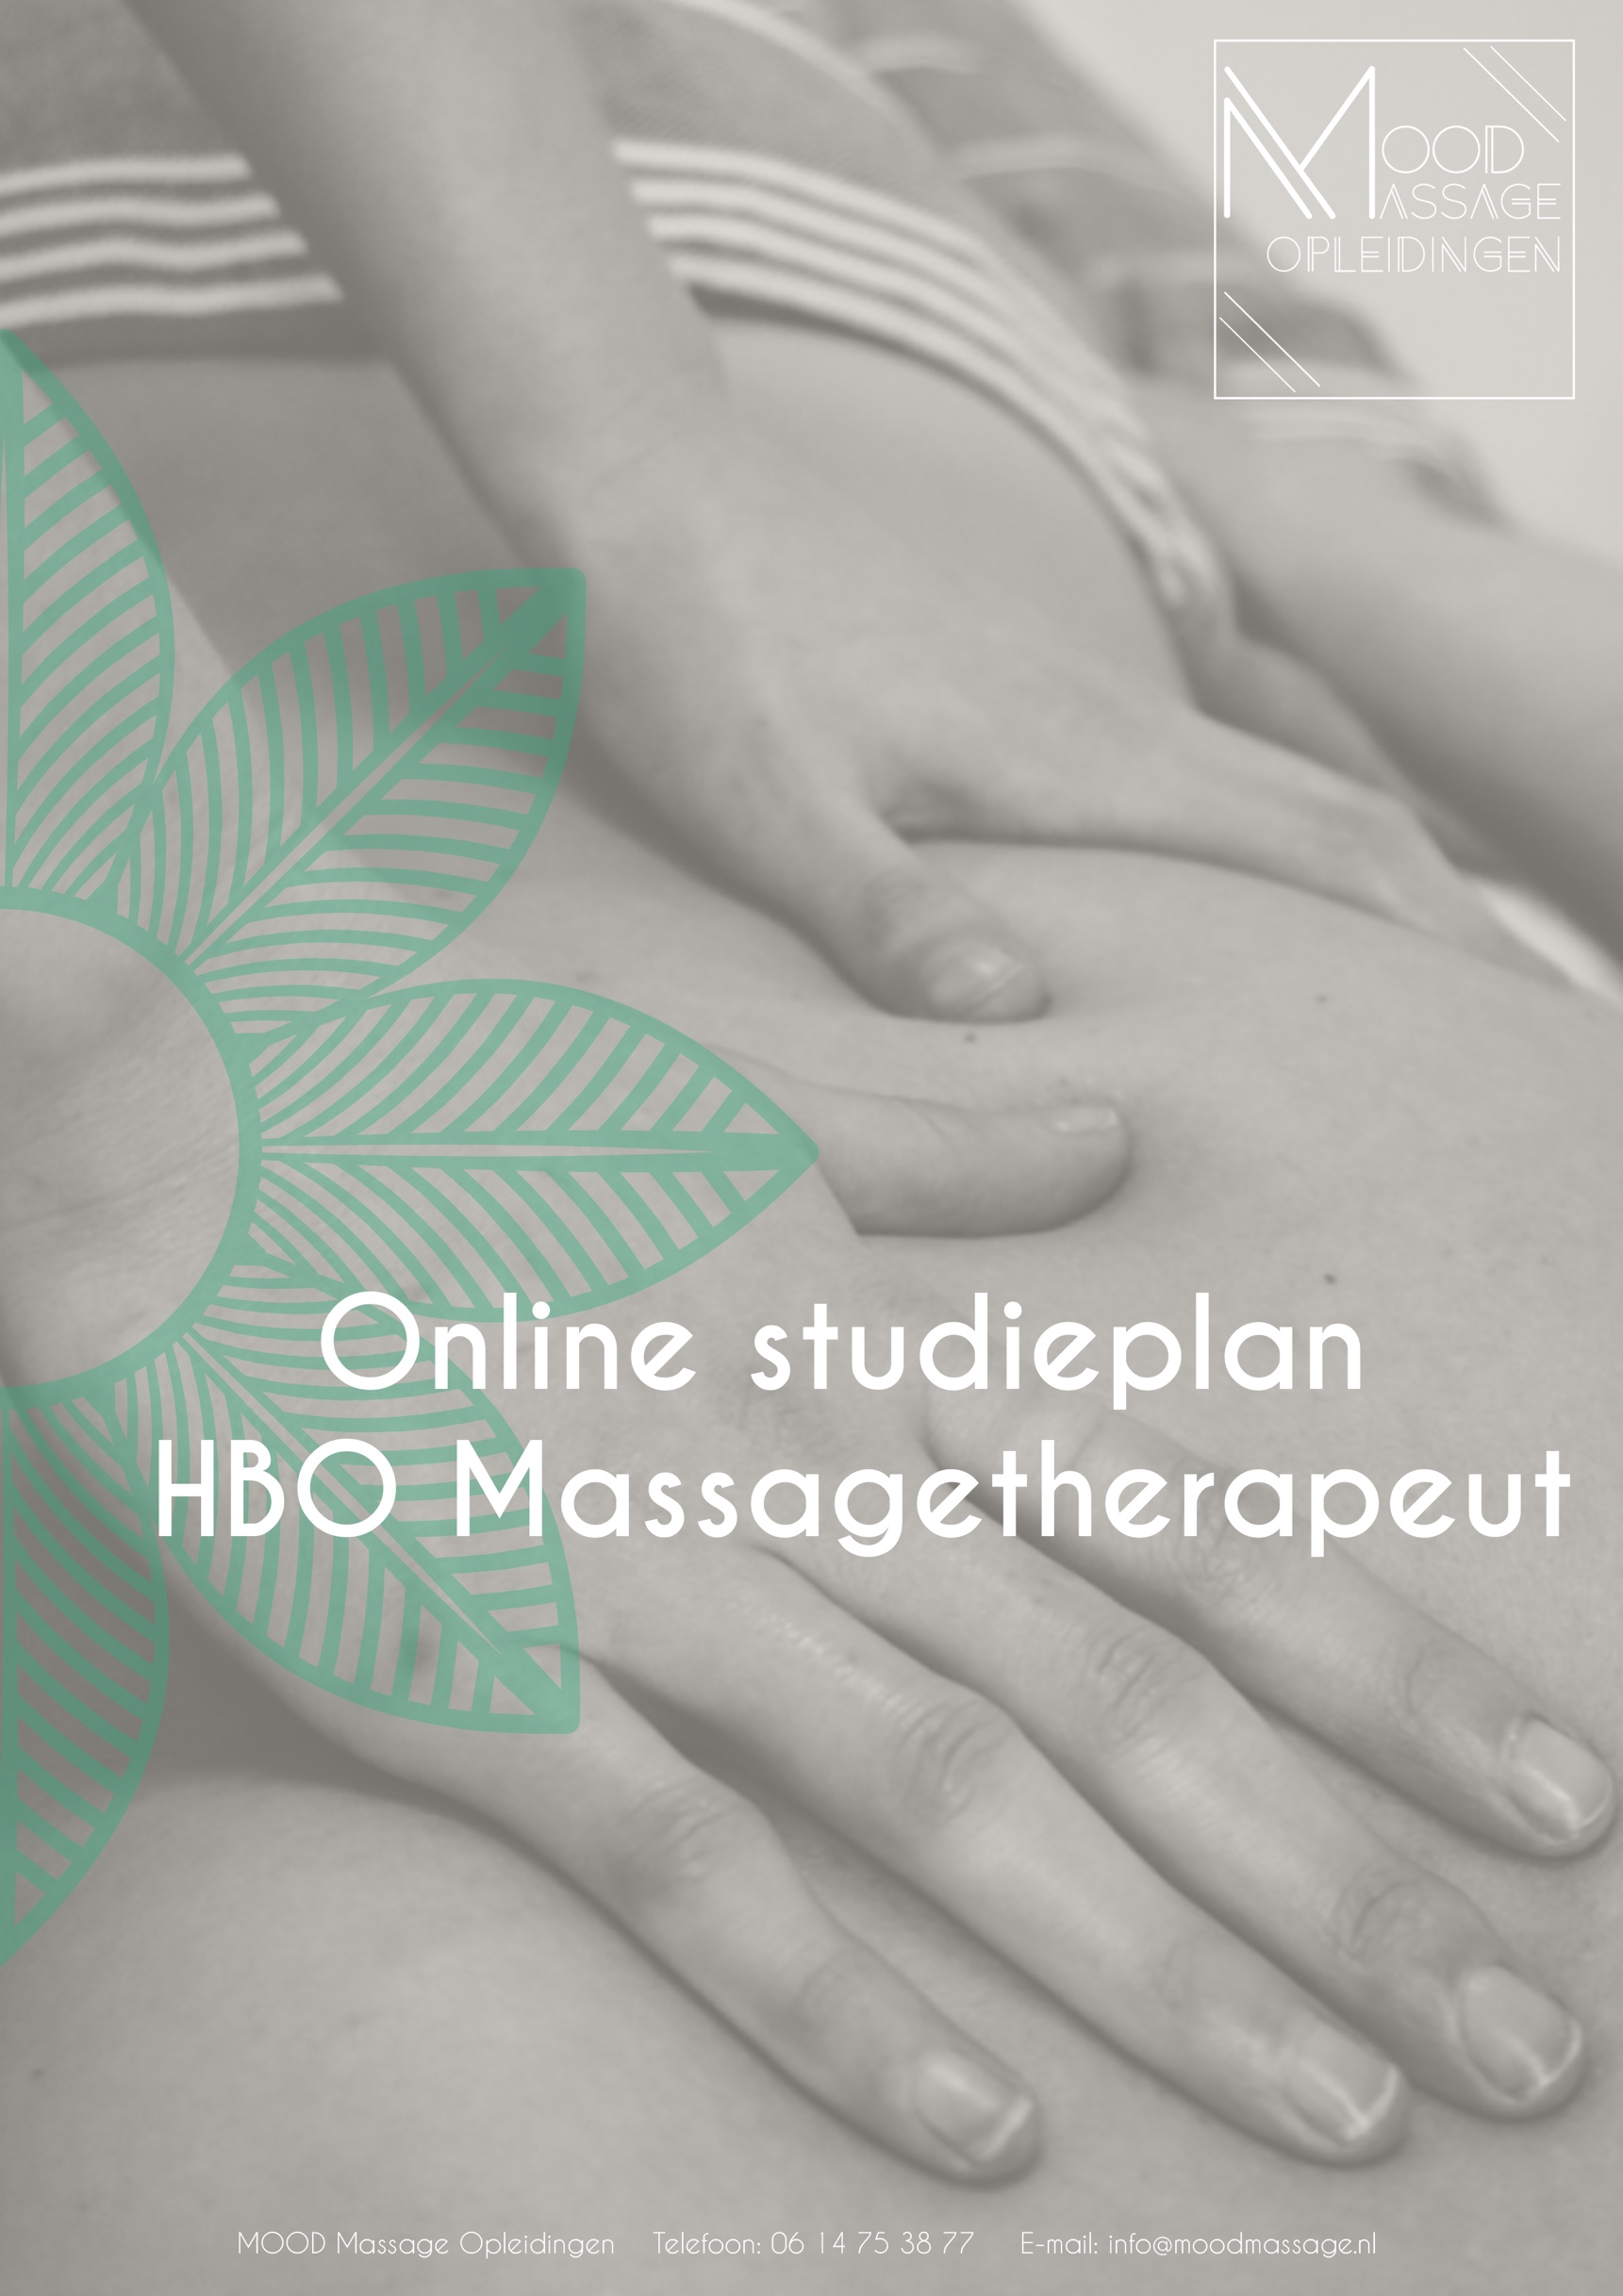 MOOD
MASSAGE
OPLEIDINGEN
Online studieplan
HBO Massagetherapeut
MOOD Massage Opleidingen Telefoon: 06 14 75 38 77 E-mail: info@moodmassage.nl